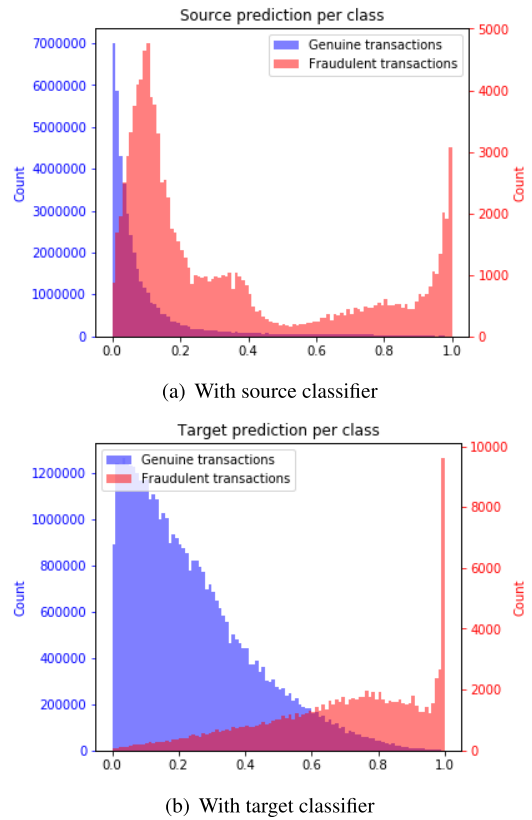 Source prediction per class
Genuine transactions
Fraudulent transactions
7000000
6000000
5000000
4000000
3000000
2000000
1000000
0
Count
5000
4000
3000
2000
1000
0
Count
0.0 0.2 0.4 0.6 0.8 1.0
(a) With source classifier
Target prediction per class
Genuine transactions
Fraudulent transactions
1200000
1000000
800000
600000
400000
200000
0
Count
10000
8000
6000
4000
2000
0
Count
0.0 0.2 0.4 0.6 0.8 1.0
(b) With target classifier